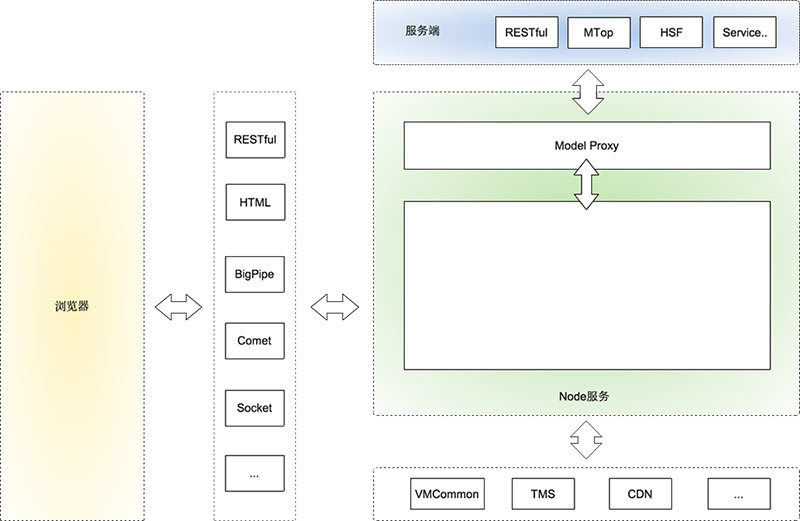 服务端
RESTful
MTop
HSF
Service..
浏览器
RESTful
HTML
BigPipe
Comet
Socket
...
Model Proxy
Node服务
VMCommon
TMS
CDN
...